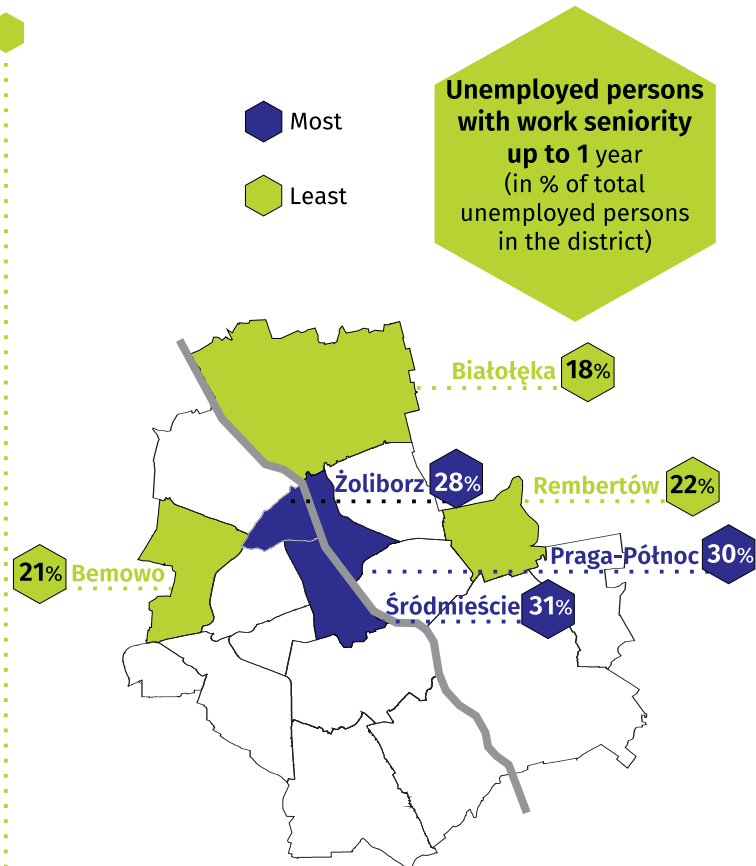 Unemployed persons
with work seniority
up to 1 year
(in % of total
unemployed persons
in the district)
Most
Least
Białołęka 18%
Żoliborz 28%
Rembertów 22%
Praga-Północ 30%
21% Bemowo
Śródmieście 31%